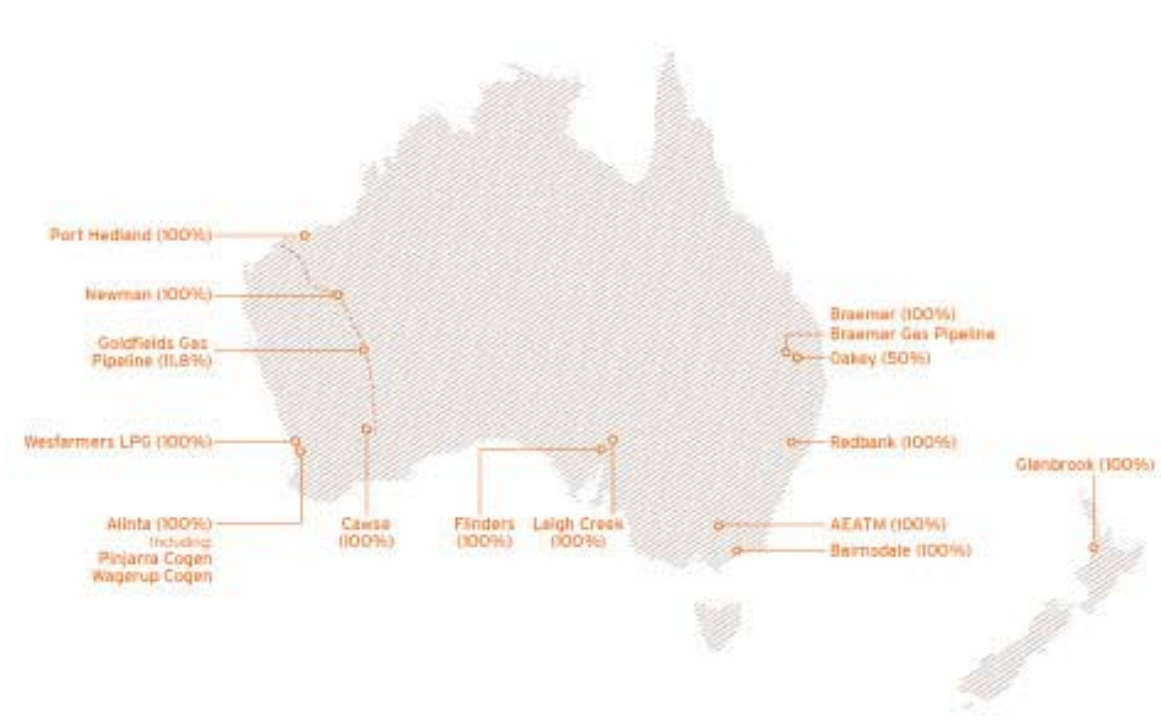 Port Hedland (100%)
Newman (100%)
Goldfields Gas
Pipeline (11.8%)
Wesfarmers LPG (100%)
Alinta (100%)
Including:
Pinjarra Cogen
Wagerup Cogen
Cawse
(100%)
Flinders
(100%)
Leigh Creek
(100%)
Braemar (100%)
Braemar Gas Pipeline
Oakey (50%)
Redbank (100%)
AEATM (100%)
Bairnsdale (100%)
Glenbrook (100%)